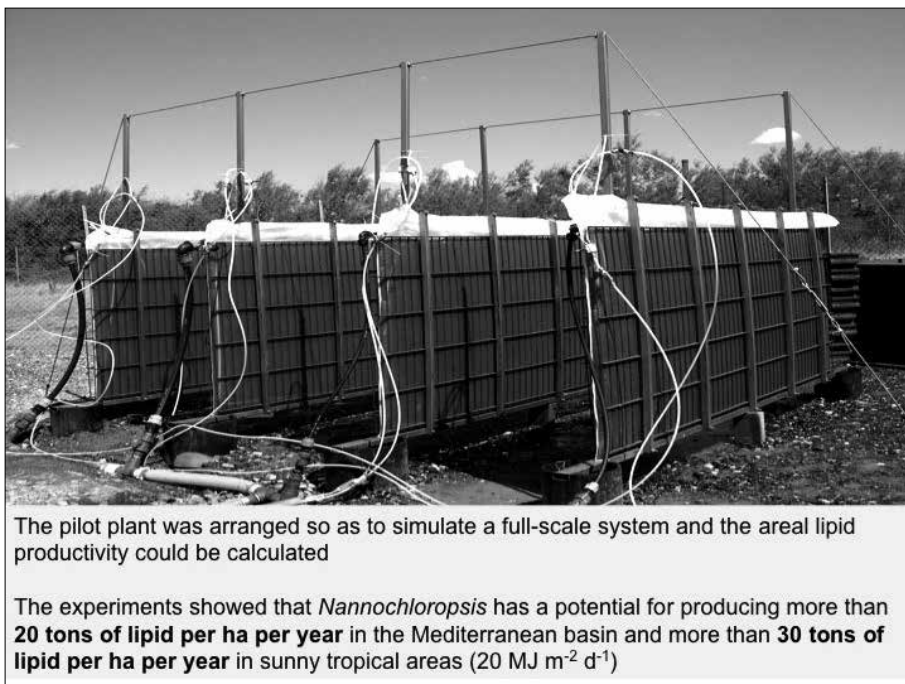 The pilot plant was arranged so as to simulate a full-scale system and the areal lipid
productivity could be calculated
The experiments showed that Nannochloropsis has a potential for producing more than
20 tons of lipid per ha per year in the Mediterranean basin and more than 30 tons of
lipid per ha per year in sunny tropical areas (20 MJ m⁻² d⁻¹)